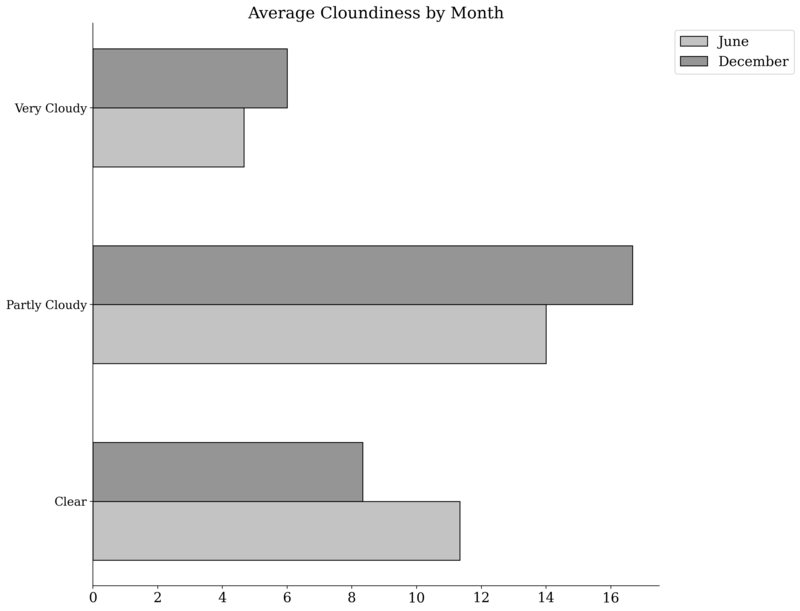 Average Cloundiness by Month
June
December
Very Cloudy
Partly Cloudy
Clear
0 2 4 6 8 10 12 14 16